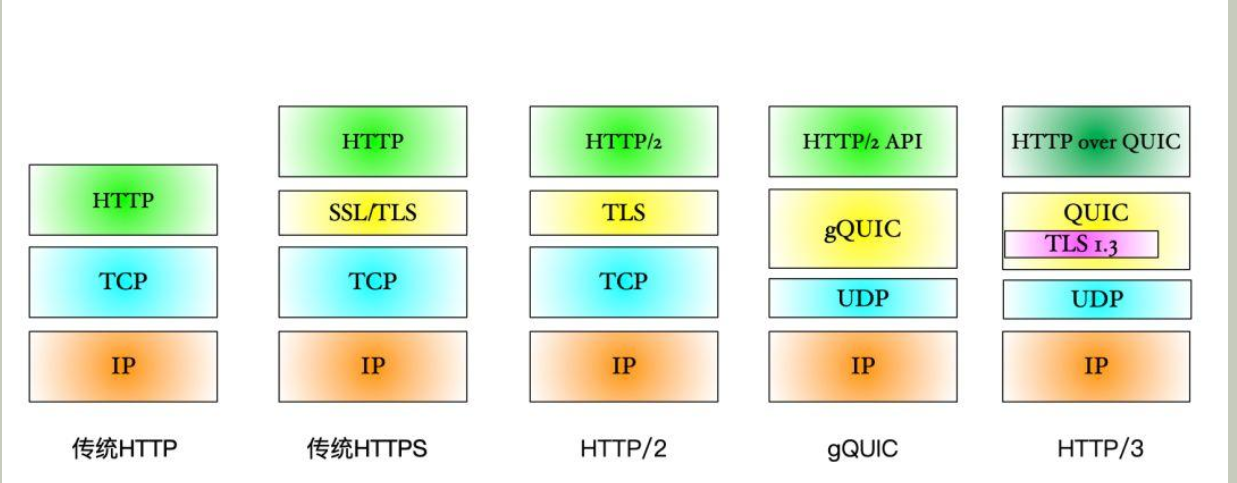 HTTP
TCP
IP
传统HTTP
HTTP
SSL/TLS
TCP
IP
传统HTTPS
HTTP/2
TLS
TCP
IP
HTTP/2
HTTP/2 API
gQUIC
UDP
IP
gQUIC
HTTP over QUIC
QUIC
TLS 1.3
UDP
IP
HTTP/3